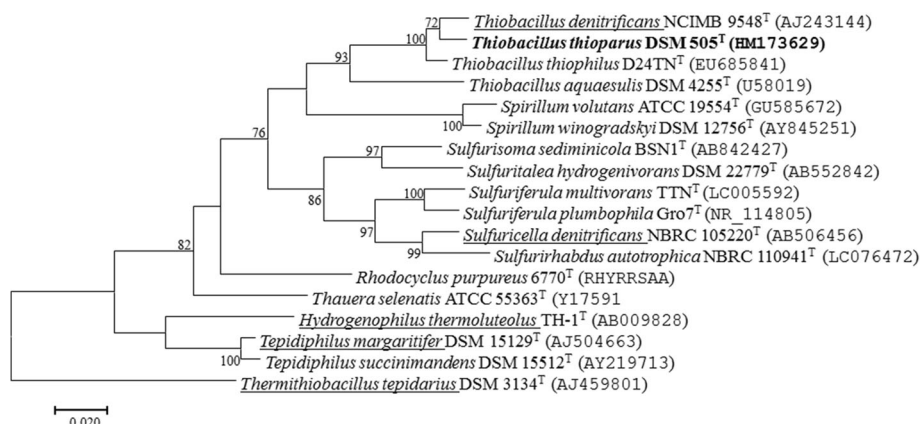 72 Thiobacillus denitrificans NCIMB 9548T (AJ243144)
100 Thiobacillus thioparus DSM 505T (HM173629)
93 Thiobacillus thiophilus D24TNT (EU685841)
Thiobacillus aquaesulis DSM 4255T (U58019)
Spirillum volutans ATCC 19554T (GU585672)
76 100 Spirillum winogradskyi DSM 12756T (AY845251)
97 Sulfurisoma sediminicola BSN1T (AB842427)
Sulfuritalea hydrogenivorans DSM 22779T (AB552842)
86 100 Sulfuriferula multivorans TTNT (LC005592)
Sulfuriferula plumbophila Gro7T (NR_114805)
82 97 Sulfuricella denitrificans NBRC 105220T (AB506456)
99 Sulfurirhabdus autotrophica NBRC 110941T (LC076472)
Rhodocyclus purpureus 6770T (RHYRRSAA)
Thauera selenatis ATCC 55363T (Y17591
Hydrogenophilus thermoluteolus TH-1T (AB009828)
Tepidiphilus margaritifer DSM 15129T (AJ504663)
100 Tepidiphilus succinimandens DSM 15512T (AY219713)
Thermithiobacillus tepidarius DSM 3134T (AJ459801)
0.020